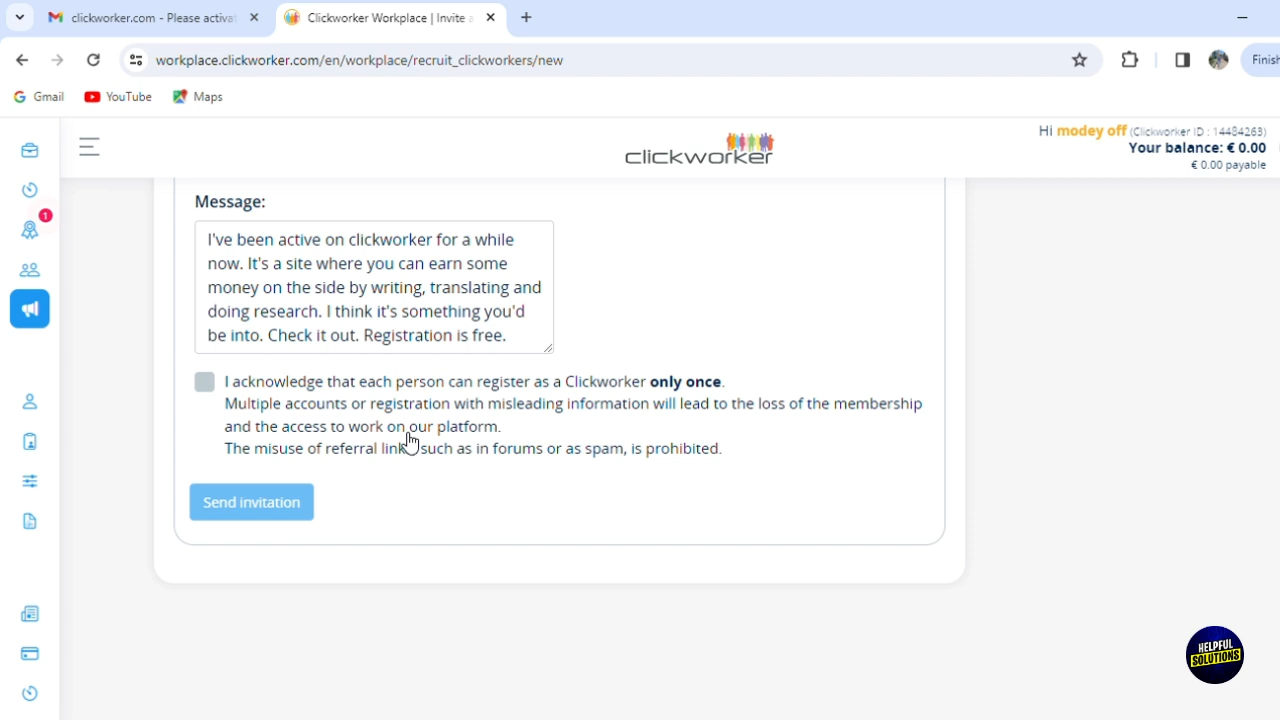 clickworker.com - Please activat
Clickworker Workplace | Invite a
workplace.clickworker.com/en/workplace/recruit_clickworkers/new
Finish
Gmail
YouTube
Maps
clickworker
Hi modey off (Clickworker ID : 14484263)
Your balance: € 0.00
€ 0.00 payable
1
Message:
I've been active on clickworker for a while
now. It's a site where you can earn some
money on the side by writing, translating and
doing research. I think it's something you'd
be into. Check it out. Registration is free.
I acknowledge that each person can register as a Clickworker only once.
Multiple accounts or registration with misleading information will lead to the loss of the membership
and the access to work on our platform.
The misuse of referral links such as in forums or as spam, is prohibited.
Send invitation
HELPFUL
SOLUTIONS